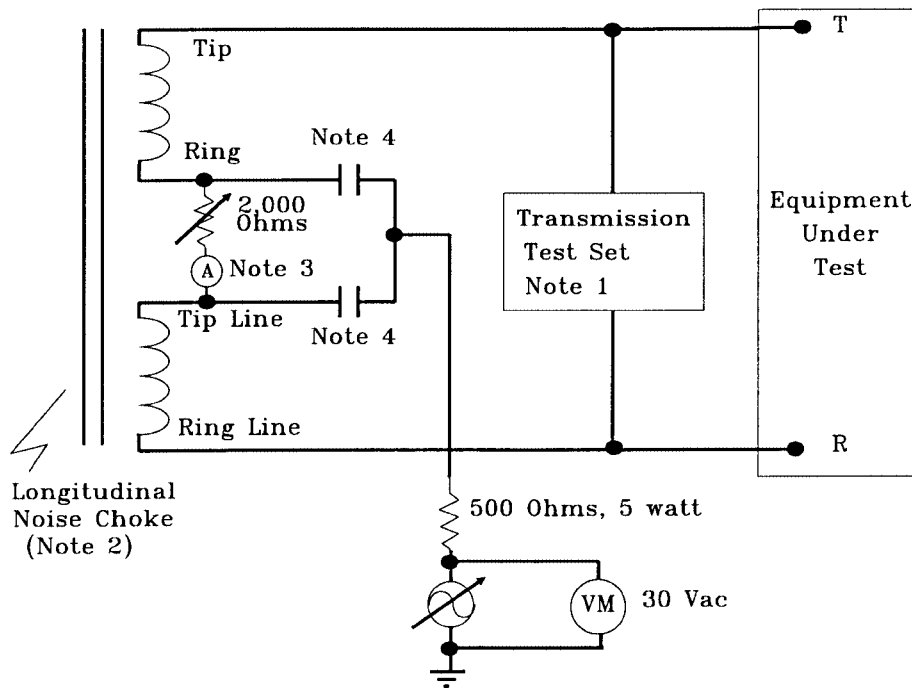 T
Tip
Note 4
Ring
2,000
Ohms
A
Note 3
Tip Line
Note 4
Transmission
Test Set
Note 1
Equipment
Under
Test
Ring Line
R
Longitudinal
Noise Choke
(Note 2)
500 Ohms, 5 watt
VM
30 Vac